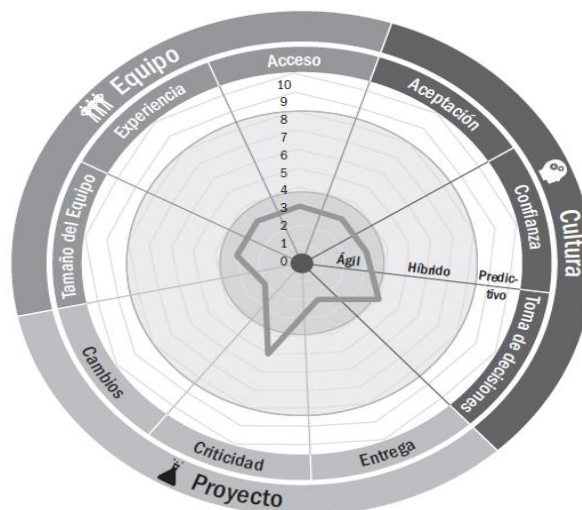 Equipo
Experiencia
Acceso
Aceptación
Confianza
Cultura
Toma de decisiones
Tamaño del Equipo
10
9
8
7
6
5
4
3
2
1
0
Ágil
Híbrido
Predic-
tivo
Cambios
Criticidad
Entrega
Proyecto